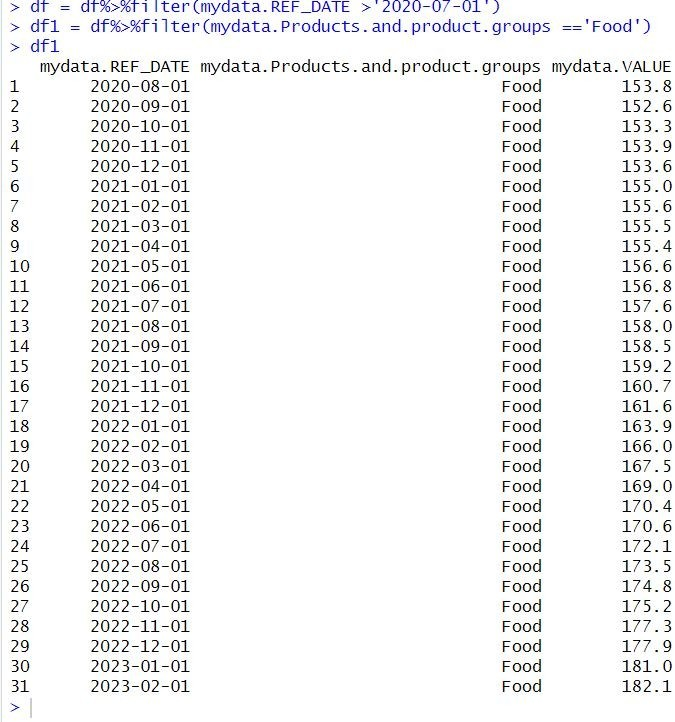 > df = df%>%filter(mydata.REF_DATE >'2020-07-01')
> df1 = df%>%filter(mydata.Products.and.product.groups =='Food')
> df1
mydata.REF_DATE mydata.Products.and.product.groups mydata.VALUE
1 2020-08-01 Food 153.8
2 2020-09-01 Food 152.6
3 2020-10-01 Food 153.3
4 2020-11-01 Food 153.9
5 2020-12-01 Food 153.6
6 2021-01-01 Food 155.0
7 2021-02-01 Food 155.6
8 2021-03-01 Food 155.5
9 2021-04-01 Food 155.4
10 2021-05-01 Food 156.6
11 2021-06-01 Food 156.8
12 2021-07-01 Food 157.6
13 2021-08-01 Food 158.0
14 2021-09-01 Food 158.5
15 2021-10-01 Food 159.2
16 2021-11-01 Food 160.7
17 2021-12-01 Food 161.6
18 2022-01-01 Food 163.9
19 2022-02-01 Food 166.0
20 2022-03-01 Food 167.5
21 2022-04-01 Food 169.0
22 2022-05-01 Food 170.4
23 2022-06-01 Food 170.6
24 2022-07-01 Food 172.1
25 2022-08-01 Food 173.5
26 2022-09-01 Food 174.8
27 2022-10-01 Food 175.2
28 2022-11-01 Food 177.3
29 2022-12-01 Food 177.9
30 2023-01-01 Food 181.0
31 2023-02-01 Food 182.1
>